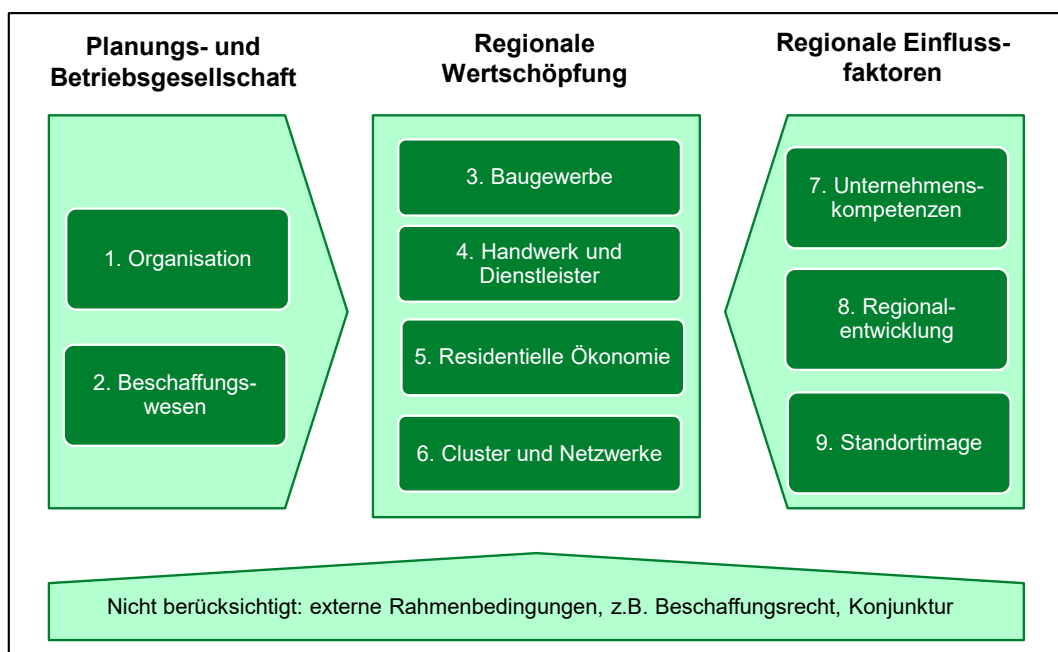 Planungs- und
Betriebsgesellschaft
1. Organisation
2. Beschaffungs-
wesen
Regionale
Wertschöpfung
3. Baugewerbe
4. Handwerk und
Dienstleister
5. Residentielle Ökonomie
6. Cluster und Netzwerke
Regionale Einfluss-
faktoren
7. Unternehmens-
kompetenzen
8. Regional-
entwicklung
9. Standortimage
Nicht berücksichtigt: externe Rahmenbedingungen, z.B. Beschaffungsrecht, Konjunktur